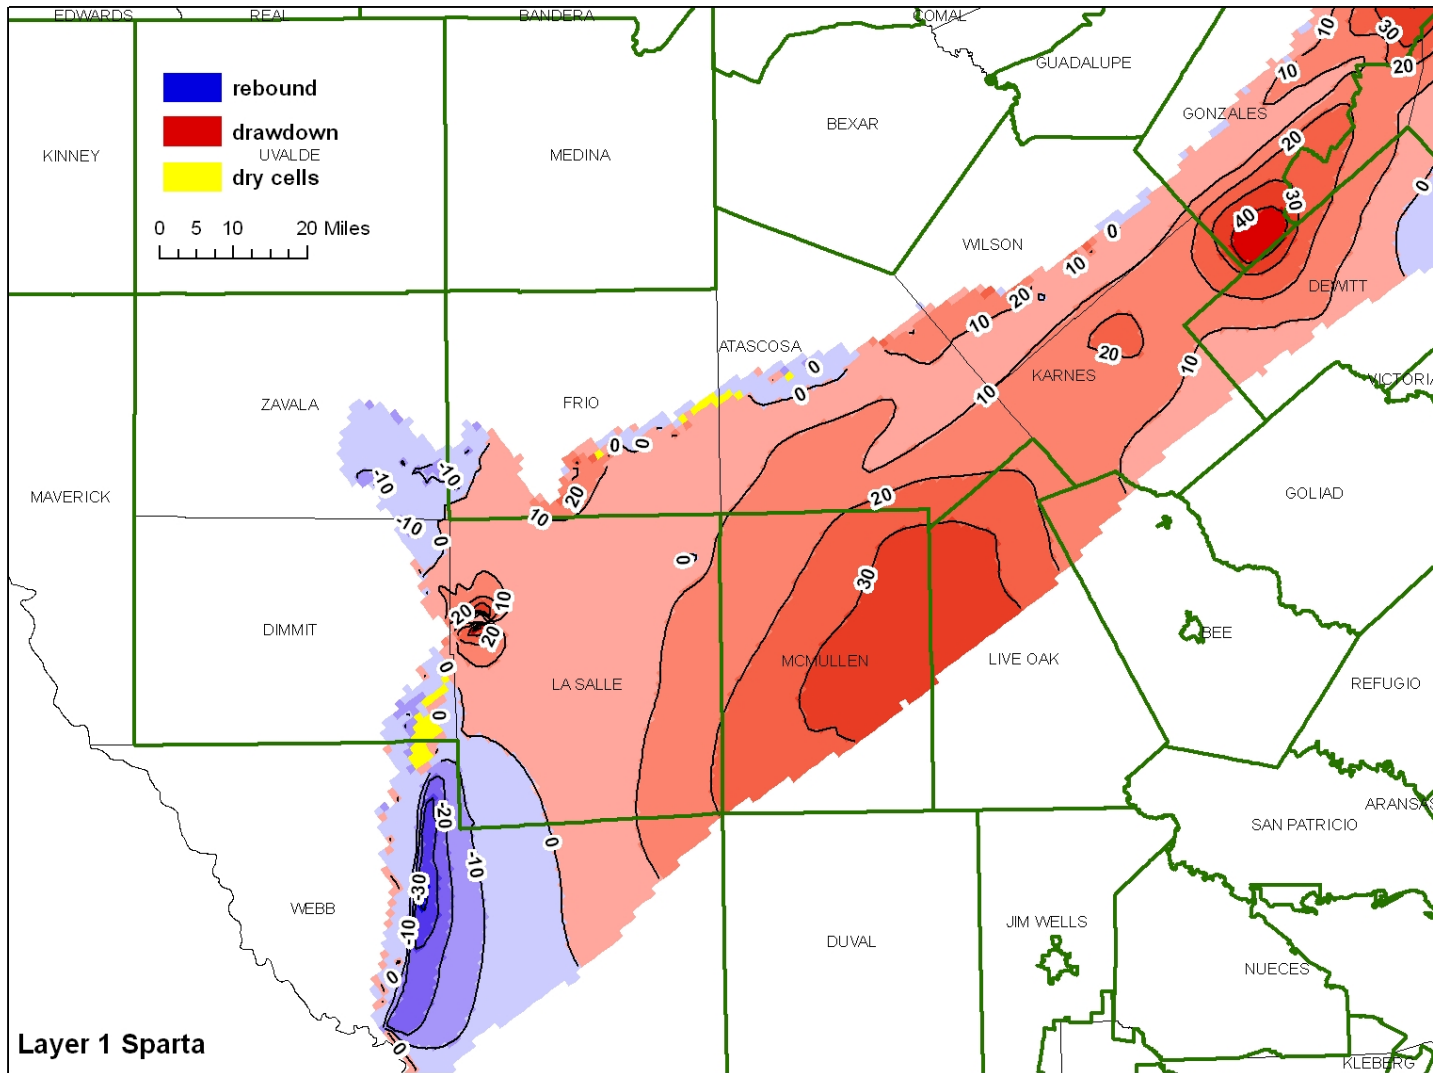 EDWARDS REAL BANDERA COMAL
10 30
GUADALUPE 20
rebound 10
GONZALES
drawdown BEXAR
KINNEY UVALDE MEDINA 20
dry cells 0
30
0 5 10 20 Miles 40
0
WILSON
10
DEWITT
20
10
ATASCOSA
20
0 10
KARNES VICTORIA
0 10
ZAVALA FRIO
0 0
-10 -10
MAVERICK 20 20 GOLIAD
10
-10
0
0
30
10
20
DIMMIT 20 BEE
MCMULLEN LIVE OAK
0
LA SALLE REFUGIO
0
ARANSAS
-20 SAN PATRICIO
0
-10
-30
WEBB
JIM WELLS
-10 DUVAL
NUECES
0
Layer 1 Sparta 0
KLEBERG